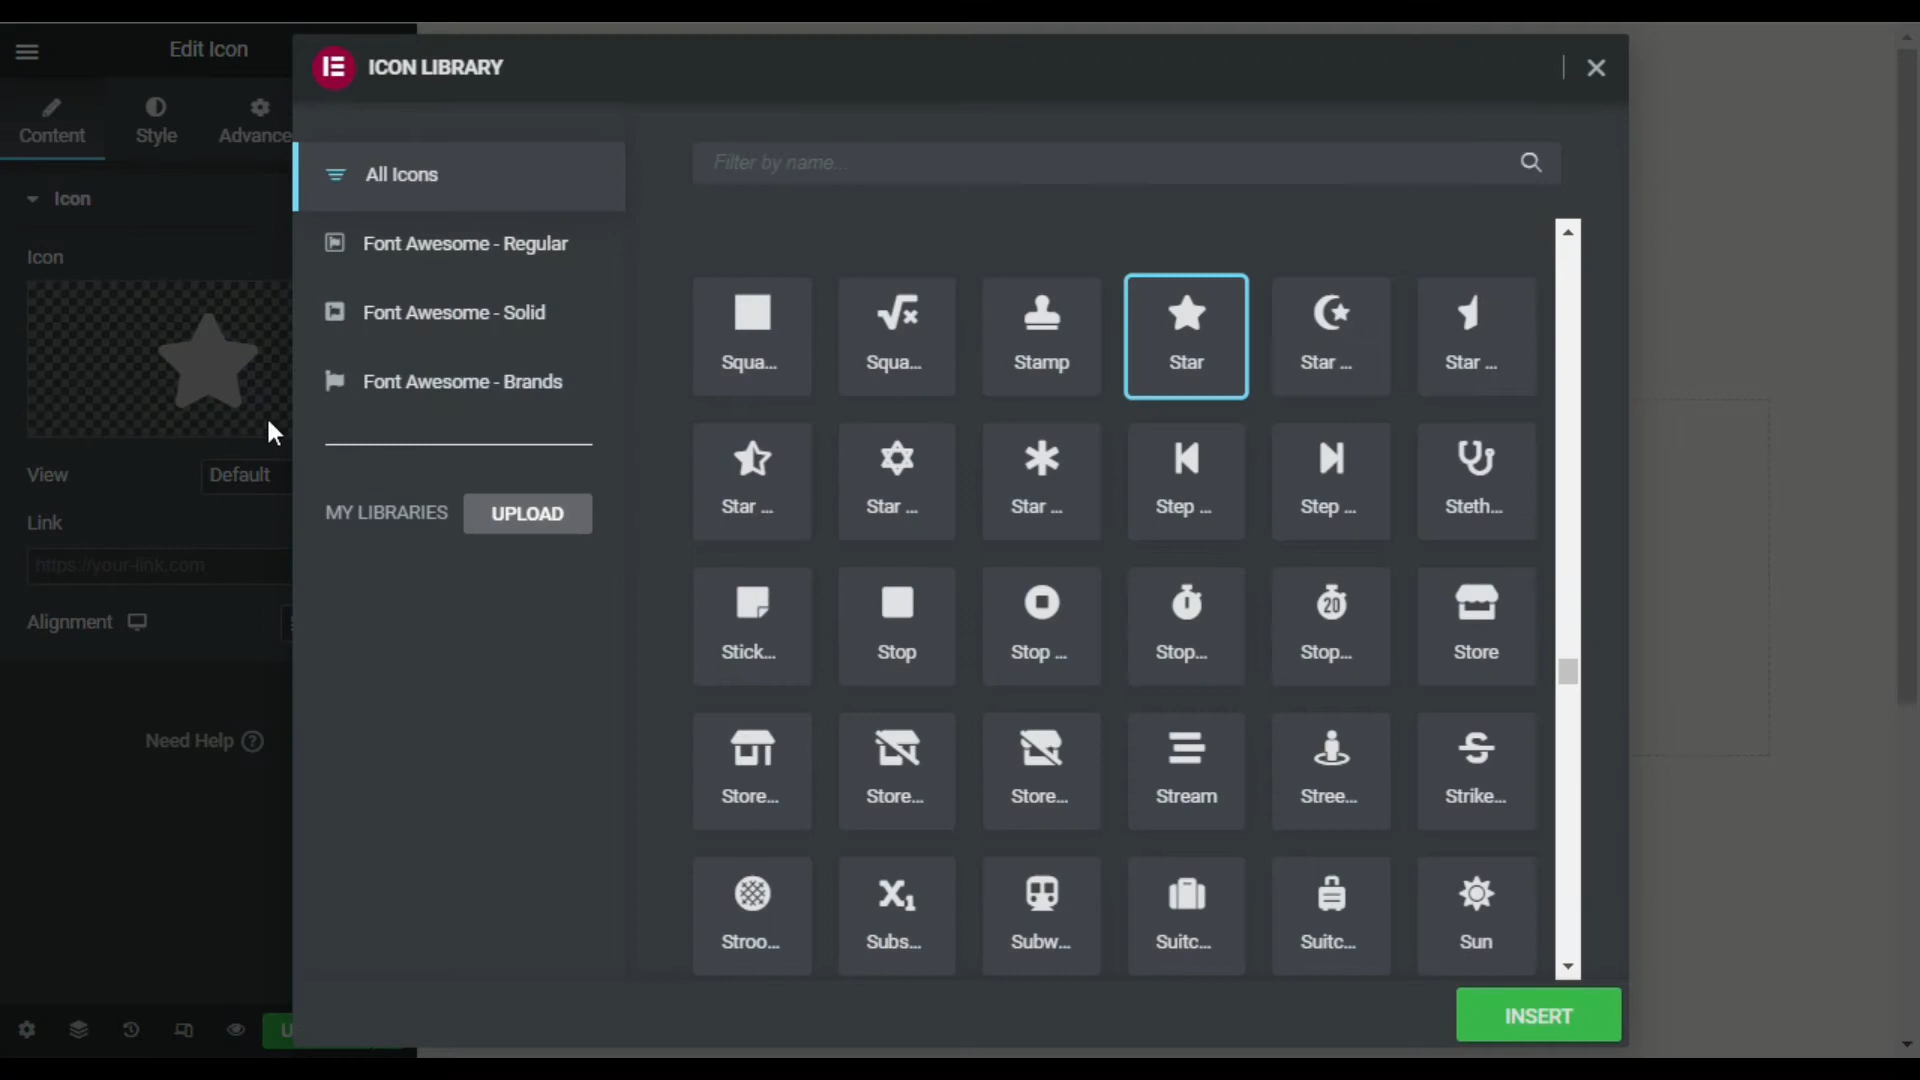 Edit Icon
ICON LIBRARY
Content
Style
Advance
All Icons
Filter by name...
Icon
Font Awesome - Regular
Icon
Font Awesome - Solid
Font Awesome - Brands
View
Default
MY LIBRARIES
UPLOAD
Link
https://your-link.com
Alignment
Need Help
Squa...
Squa...
Stamp
Star
Star ...
Star ...
Star ...
Star ...
Star ...
Step ...
Step ...
Steth...
Stick...
Stop
Stop ...
Stop...
20
Stop...
Store
Store...
Store...
Store...
Stream
Stree...
Strike...
Stroo...
Subs...
Subw...
Suitc...
Suitc...
Sun
U
INSERT